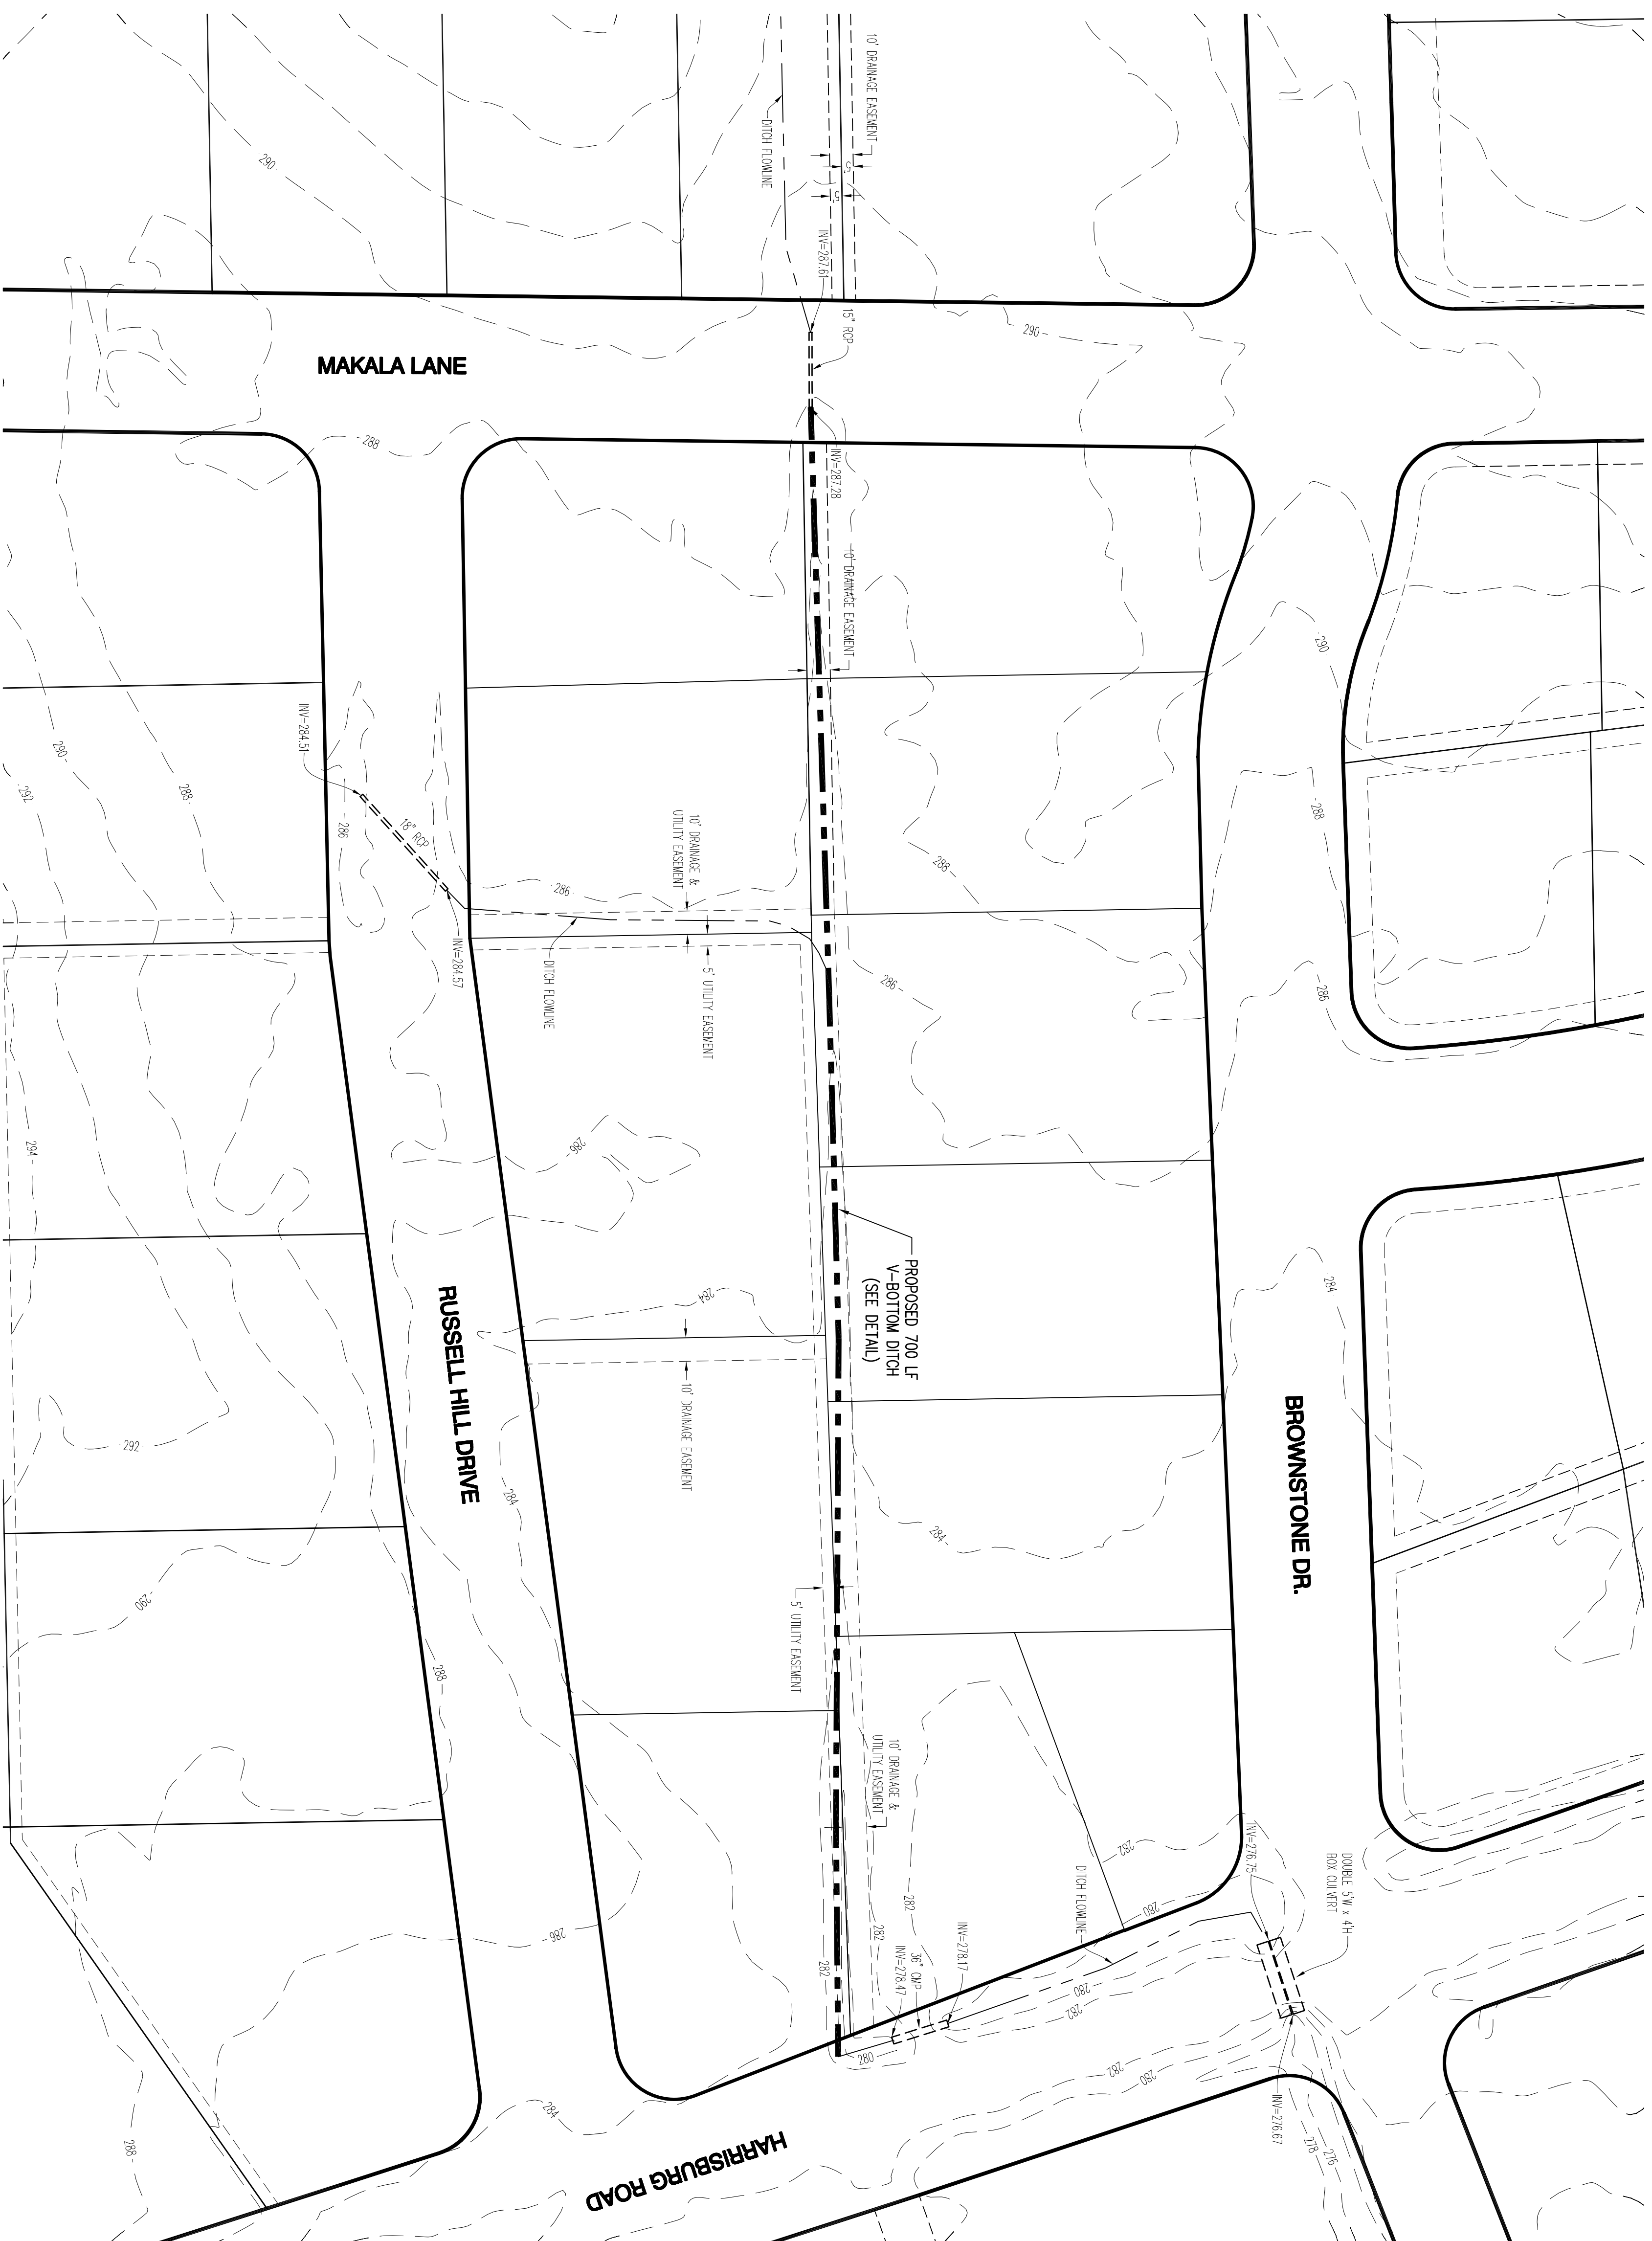 10' DRAINAGE EASEMENT
DITCH FLOWLINE
5'
5'
290
INV=287.61
15" RCP
290
MAKALA LANE
288
INV=287.28
10' DRAINAGE EASEMENT
290
INV=284.51
290
292
288
286
18" RCP
10' DRAINAGE &
UTILITY EASEMENT
288
288
286
INV=284.57
DITCH FLOWLINE
5' UTILITY EASEMENT
286
286
294
286
PROPOSED 700 LF
V-BOTTOM DITCH
(SEE DETAIL)
284
284
RUSSELL HILL DRIVE
10' DRAINAGE EASEMENT
BROWNSTONE DR.
292
284
284
290
5' UTILITY EASEMENT
288
10' DRAINAGE &
UTILITY EASEMENT
282
INV=276.75
DOUBLE 5'W x 4'H
BOX CULVERT
DITCH FLOWLINE
280
282
282
282
INV=278.17
36" CMP
INV=278.47
286
280
282
280
282
280
INV=276.67
278
276
284
288
HARRISBURG ROAD